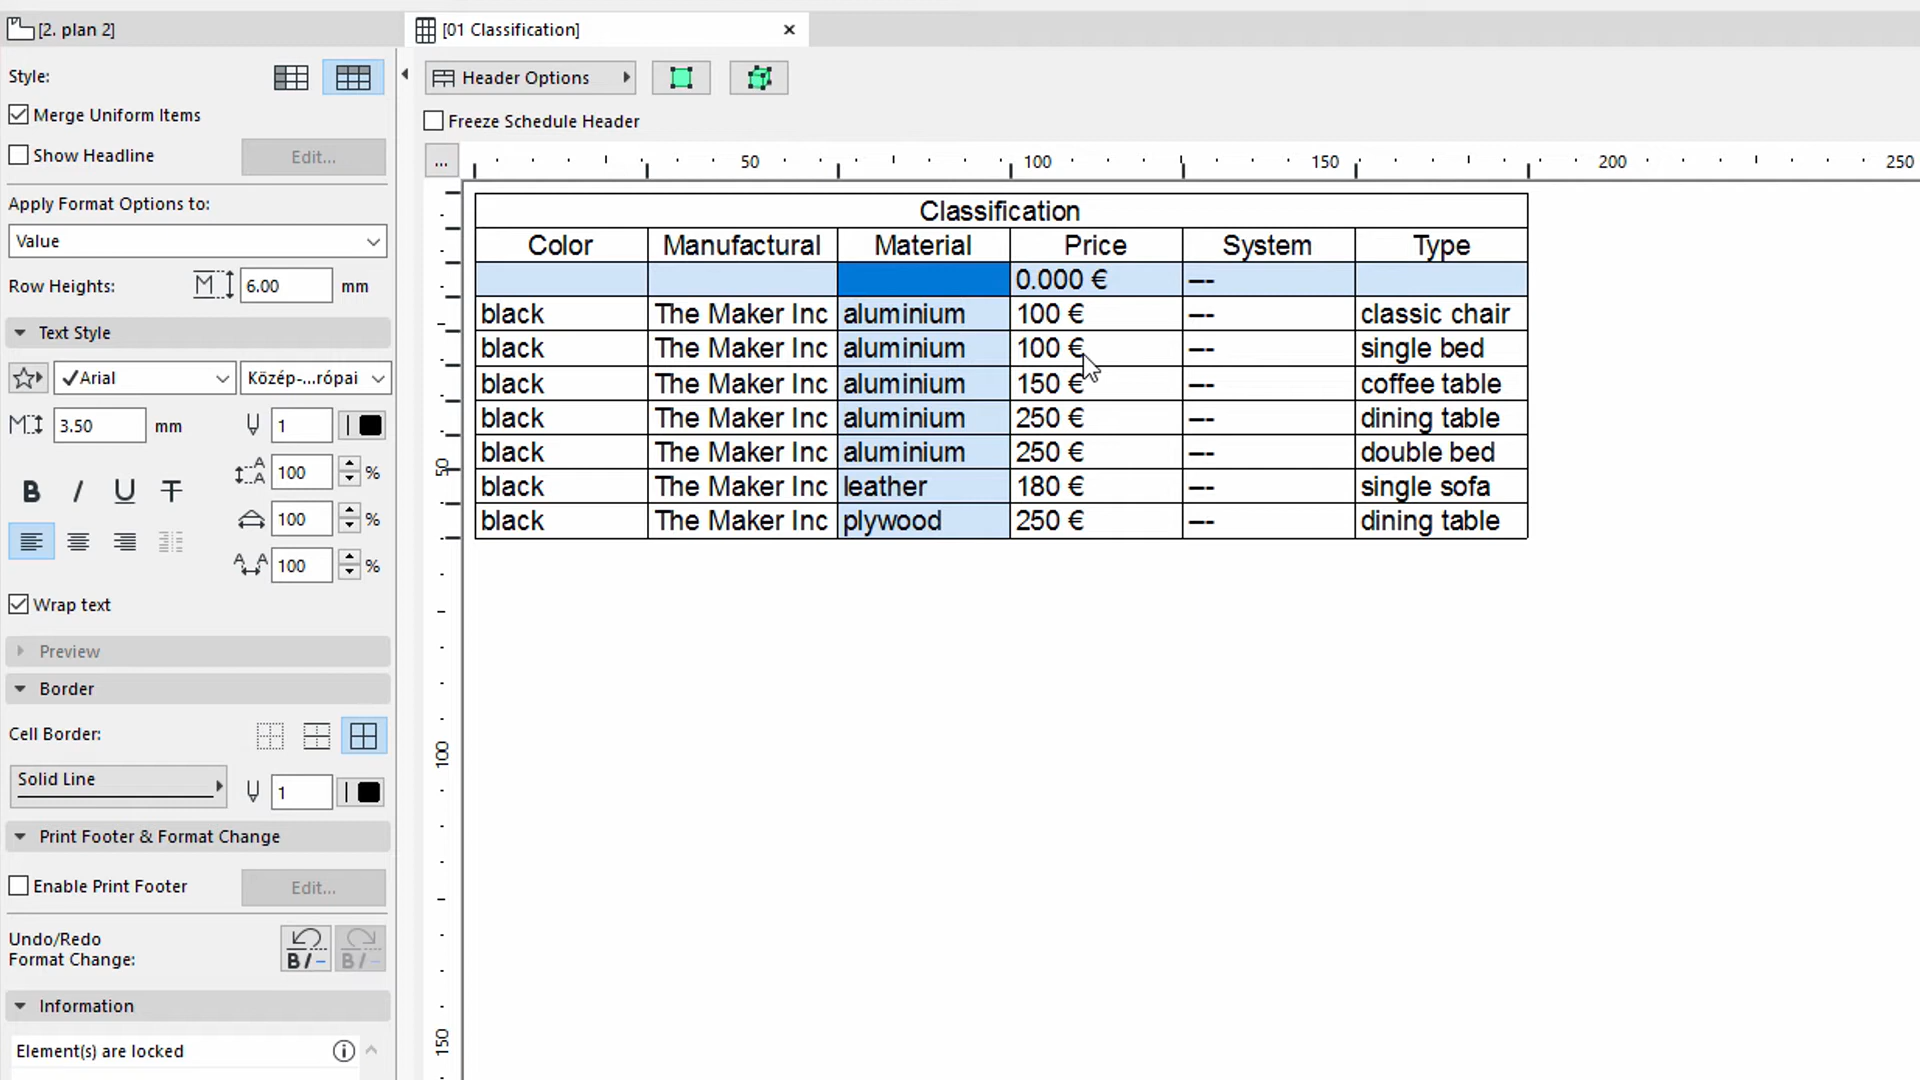 [2. plan 2]
[01 Classification]
Style:
Header Options
Merge Uniform Items
Freeze Schedule Header
Show Headline
Edit...
...
50 100 150 200 250
Apply Format Options to:
Value
Row Heights: 6.00 mm
Text Style
Arial
Közép-...rópai
3.50 mm
1
100 %
B I U T
100 %
100 %
Wrap text
Preview
Border
Cell Border:
Solid Line
1
Print Footer & Format Change
Enable Print Footer
Edit...
Undo/Redo
Format Change:
B I – B I –
Information
Element(s) are locked
50
100
150
Classification
Color Manufactural Material Price System Type
0.000 € ---
black The Maker Inc aluminium 100 € --- classic chair
black The Maker Inc aluminium 100 € --- single bed
black The Maker Inc aluminium 150 € --- coffee table
black The Maker Inc aluminium 250 € --- dining table
black The Maker Inc aluminium 250 € --- double bed
black The Maker Inc leather 180 € --- single sofa
black The Maker Inc plywood 250 € --- dining table